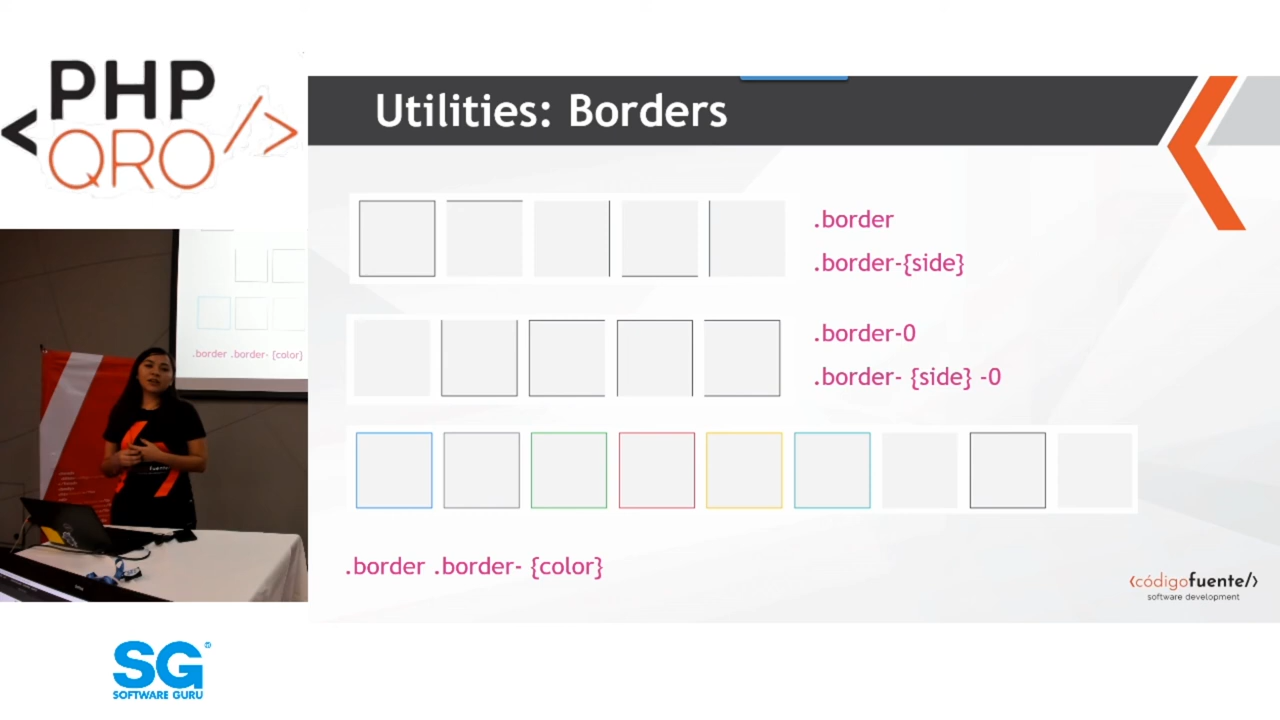 PHP
QRO
Utilities: Borders
.border
.border-{side}
.border-0
.border- {side} -0
.border .border- {color}
.border .border- {color}
<códigofuente/>
software development
SG®
SOFTWARE GURU